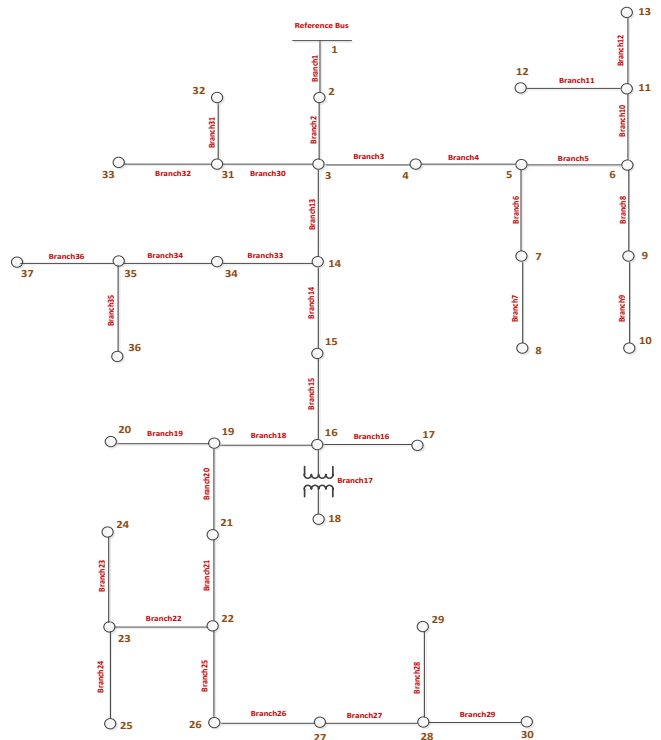 13
Reference Bus
1
Branch1
Branch12
12
Branch11
11
32
2
Branch10
Branch31
Branch2
33
Branch32
31
Branch30
3
Branch3
4
Branch4
5
Branch5
6
Branch13
Branch6
Branch8
37
Branch36
35
Branch34
34
Branch33
14
7
9
Branch35
Branch14
Branch7
Branch9
36
15
8
10
Branch15
20
Branch19
19
Branch18
16
Branch16
17
Branch20
Branch17
24
21
18
Branch23
Branch21
23
Branch22
22
29
Branch24
Branch25
Branch28
25
26
Branch26
27
Branch27
28
Branch29
30